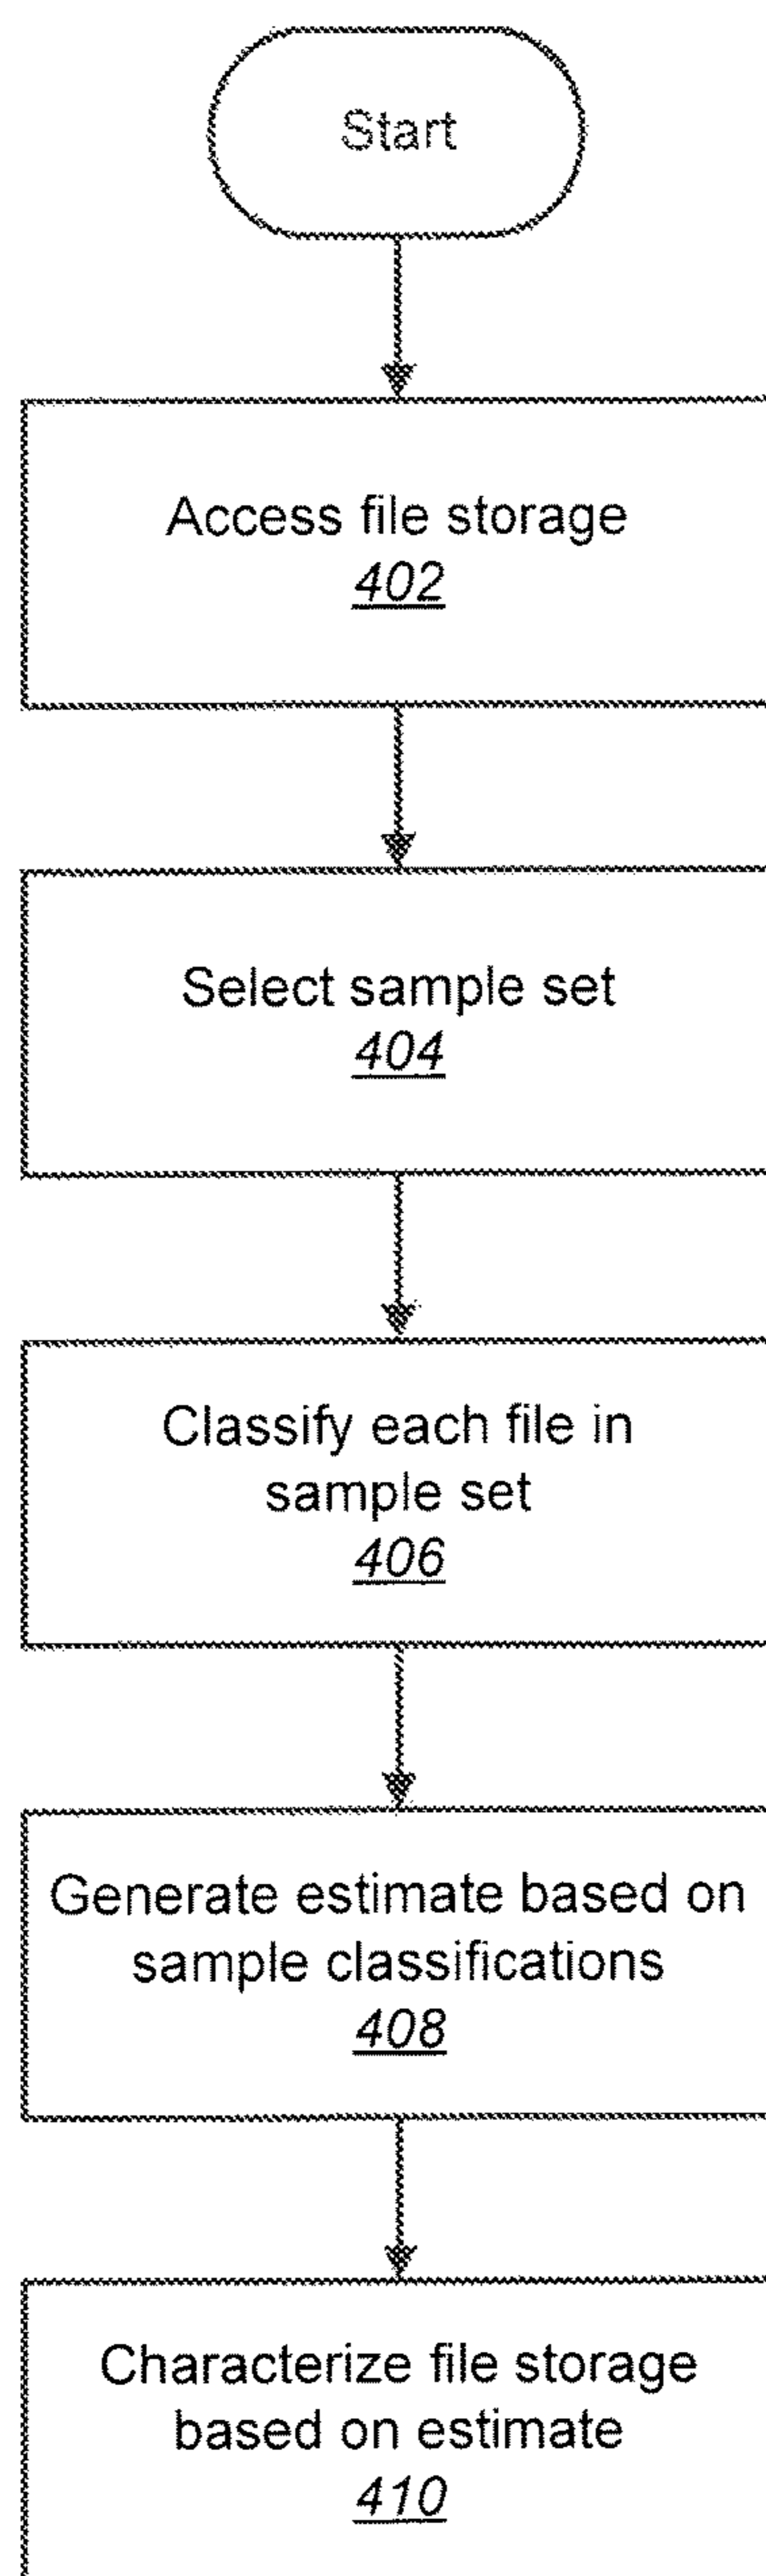 Start
Access file storage
402
Select sample set
404
Classify each file in
sample set
406
Generate estimate based on
sample classifications
408
Characterize file storage
based on estimate
410